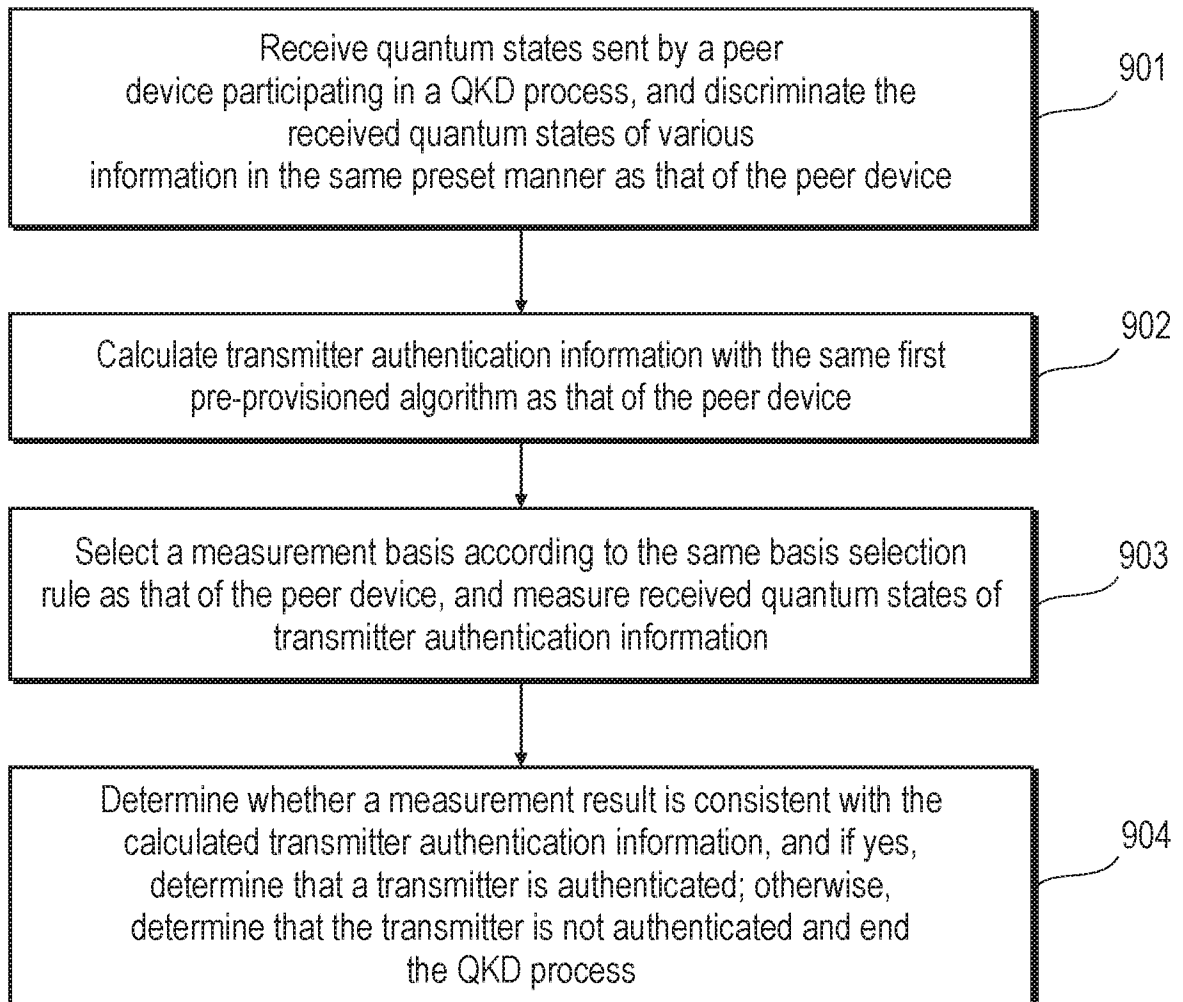 Receive quantum states sent by a peer
device participating in a QKD process, and discriminate the
received quantum states of various
information in the same preset manner as that of the peer device
901
Calculate transmitter authentication information with the same first
pre-provisioned algorithm as that of the peer device
902
Select a measurement basis according to the same basis selection
rule as that of the peer device, and measure received quantum states of
transmitter authentication information
903
Determine whether a measurement result is consistent with the
calculated transmitter authentication information, and if yes,
determine that a transmitter is authenticated; otherwise,
determine that the transmitter is not authenticated and end
the QKD process
904